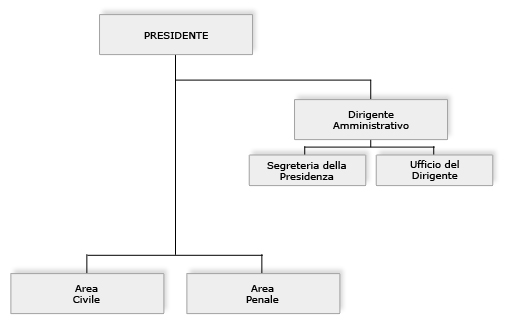 PRESIDENTE
Dirigente
Amministrativo
Segreteria della
Presidenza
Ufficio del
Dirigente
Area
Civile
Area
Penale